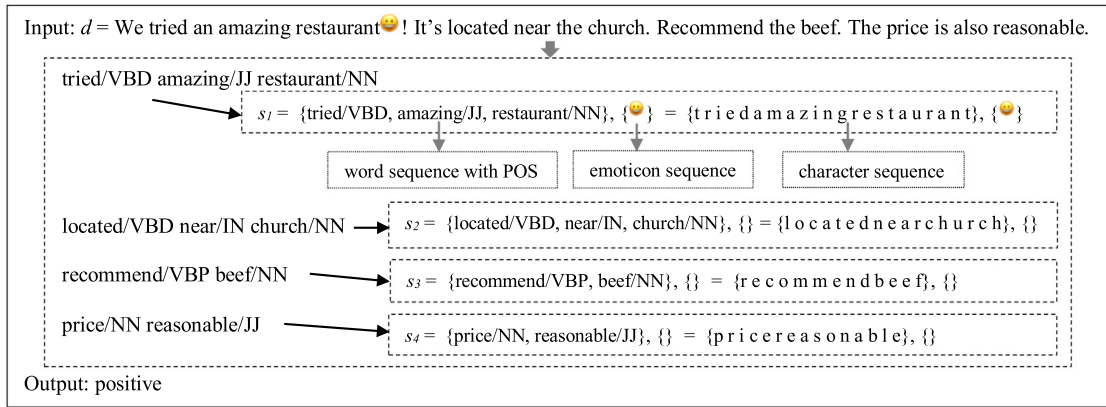 Input: d = We tried an amazing restaurant😀! It's located near the church. Recommend the beef. The price is also reasonable.
tried/VBD amazing/JJ restaurant/NN
s1 = {tried/VBD, amazing/JJ, restaurant/NN}, {😀} = {t r i e d a m a z i n g r e s t a u r a n t}, {😀}
word sequence with POS
emoticon sequence
character sequence
located/VBD near/IN church/NN
s2 = {located/VBD, near/IN, church/NN}, {} = {l o c a t e d n e a r c h u r c h}, {}
recommend/VBP beef/NN
s3 = {recommend/VBP, beef/NN}, {} = {r e c o m m e n d b e e f}, {}
price/NN reasonable/JJ
s4 = {price/NN, reasonable/JJ}, {} = {p r i c e r e a s o n a b l e}, {}
Output: positive